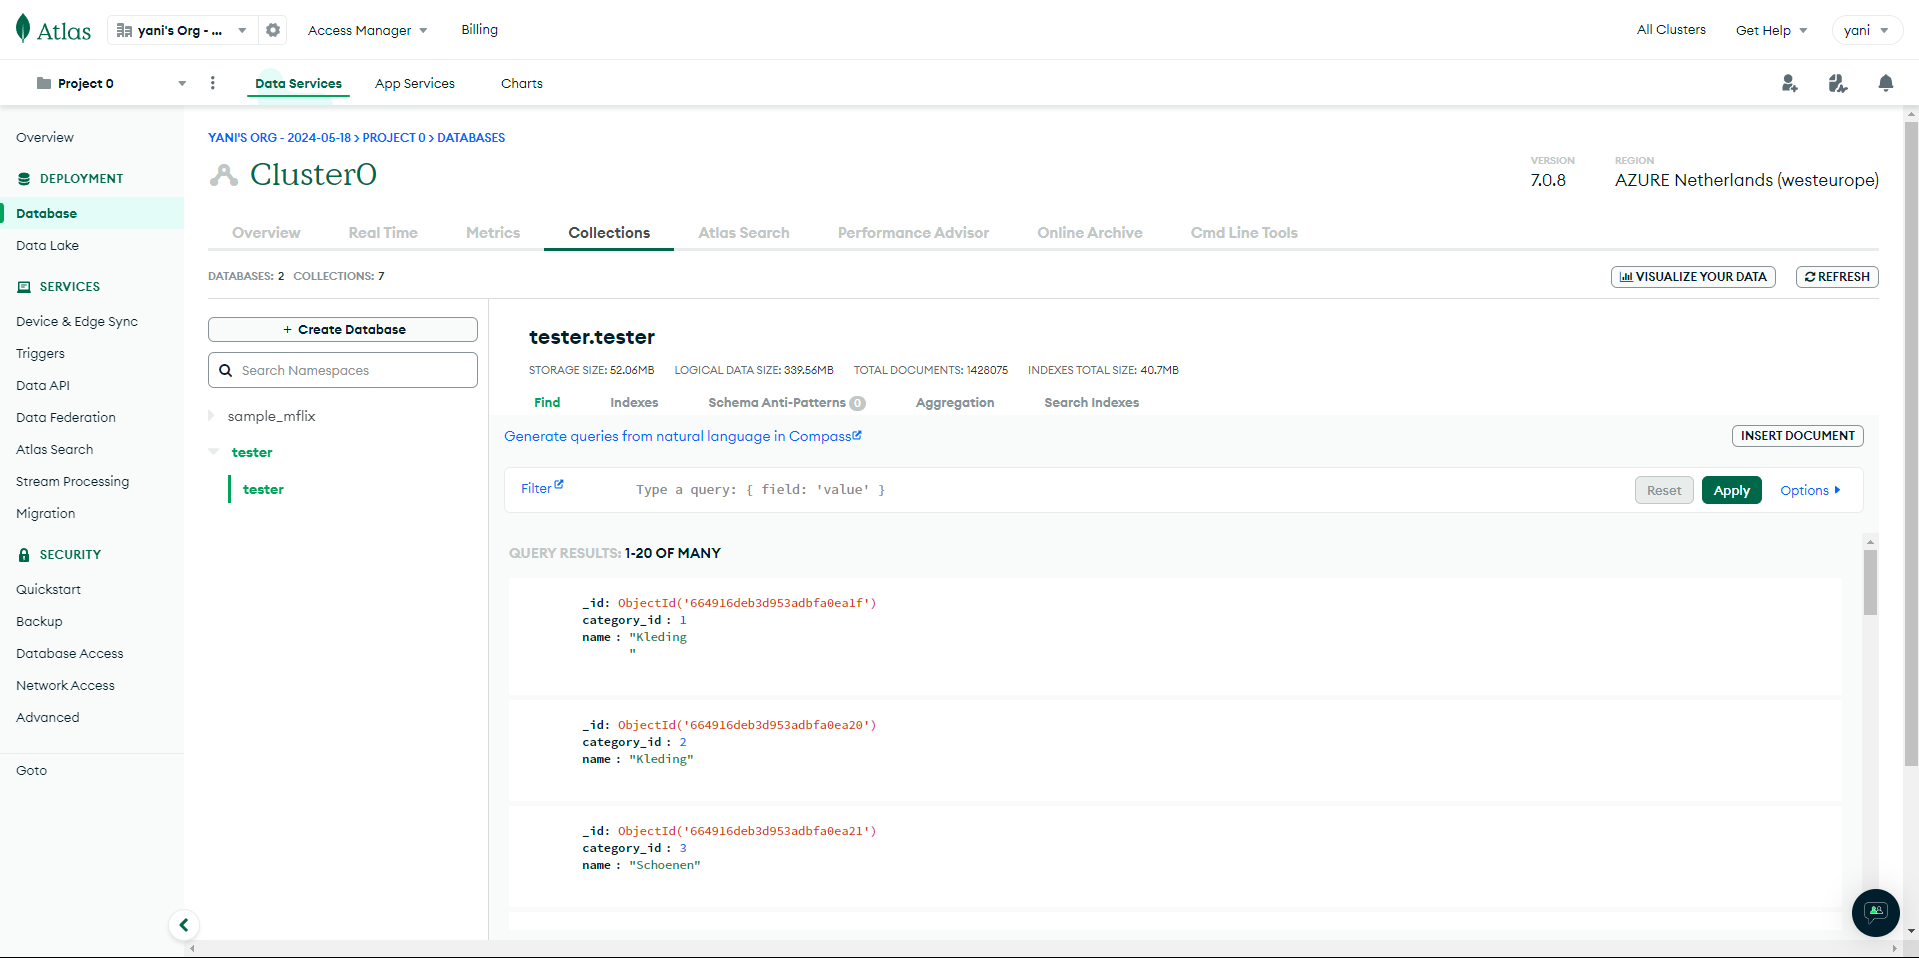 Atlas
yani's Org - ...
Access Manager
Billing
All Clusters
Get Help
yani
Project 0
Data Services
App Services
Charts
Overview
DEPLOYMENT
Database
Data Lake
SERVICES
Device & Edge Sync
Triggers
Data API
Data Federation
Atlas Search
Stream Processing
Migration
SECURITY
Quickstart
Backup
Database Access
Network Access
Advanced
Goto
YANI'S ORG - 2024-05-18 > PROJECT 0 > DATABASES
Cluster0
VERSION
7.0.8
REGION
AZURE Netherlands (westeurope)
Overview
Real Time
Metrics
Collections
Atlas Search
Performance Advisor
Online Archive
Cmd Line Tools
DATABASES: 2 COLLECTIONS: 7
VISUALIZE YOUR DATA
REFRESH
+ Create Database
Search Namespaces
sample_mflix
tester
tester
tester.tester
STORAGE SIZE: 52.06MB LOGICAL DATA SIZE: 339.56MB TOTAL DOCUMENTS: 1428075 INDEXES TOTAL SIZE: 40.7MB
Find
Indexes
Schema Anti-Patterns 0
Aggregation
Search Indexes
Generate queries from natural language in Compass
INSERT DOCUMENT
Filter
Type a query: { field: 'value' }
Reset
Apply
Options
QUERY RESULTS: 1-20 OF MANY
_id: ObjectId('664916deb3d953adbfa0ea1f')
category_id : 1
name : "Kleding
"
_id: ObjectId('664916deb3d953adbfa0ea20')
category_id : 2
name : "Kleding"
_id: ObjectId('664916deb3d953adbfa0ea21')
category_id : 3
name : "Schoenen"